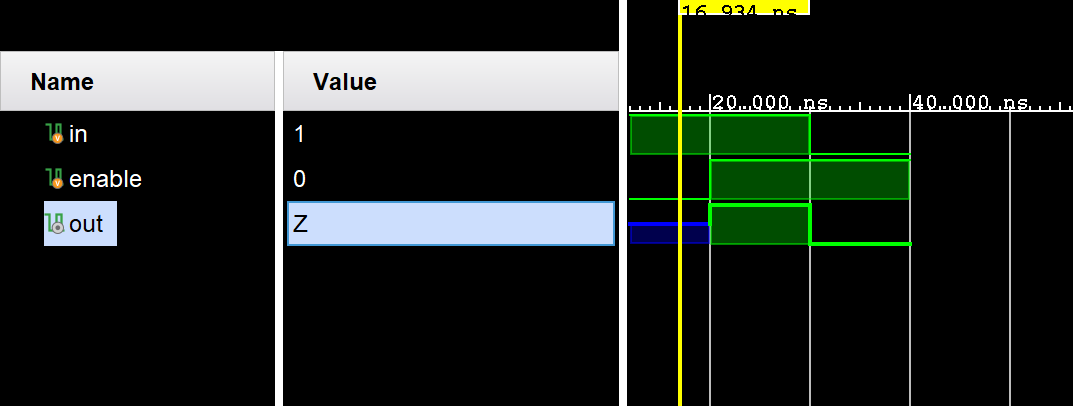 16.934 ns
Name Value
20.000 ns 40.000 ns
in 1
enable 0
out Z